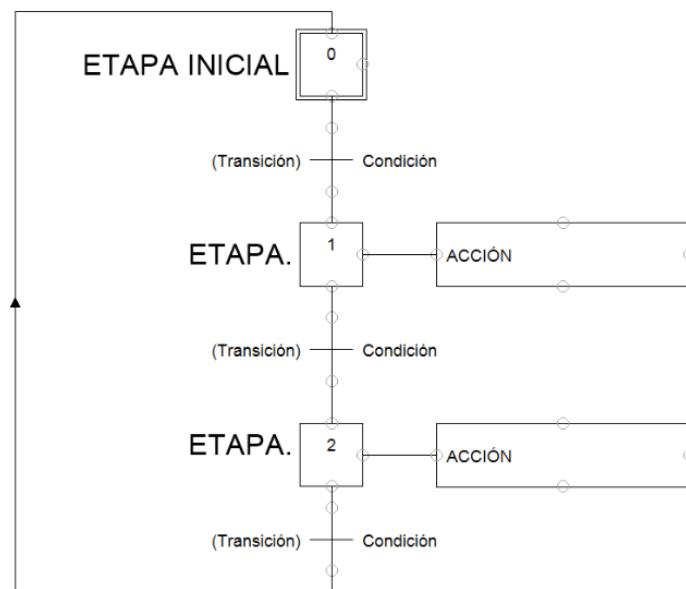 0
ETAPA INICIAL
(Transición) Condición
1
ETAPA. ACCIÓN
(Transición) Condición
2
ETAPA. ACCIÓN
(Transición) Condición